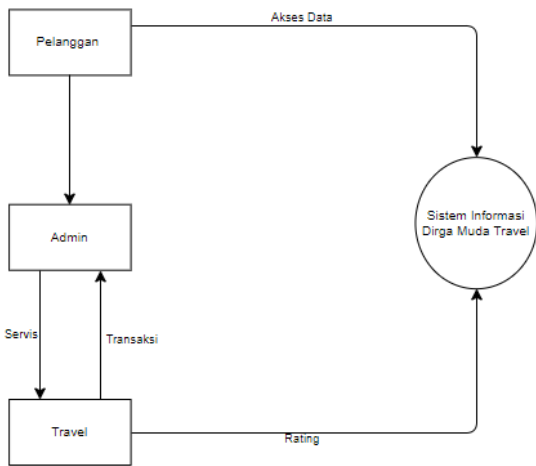 Akses Data
Pelanggan
Sistem Informasi
Dirga Muda Travel
Admin
Servis
Transaksi
Travel
Rating